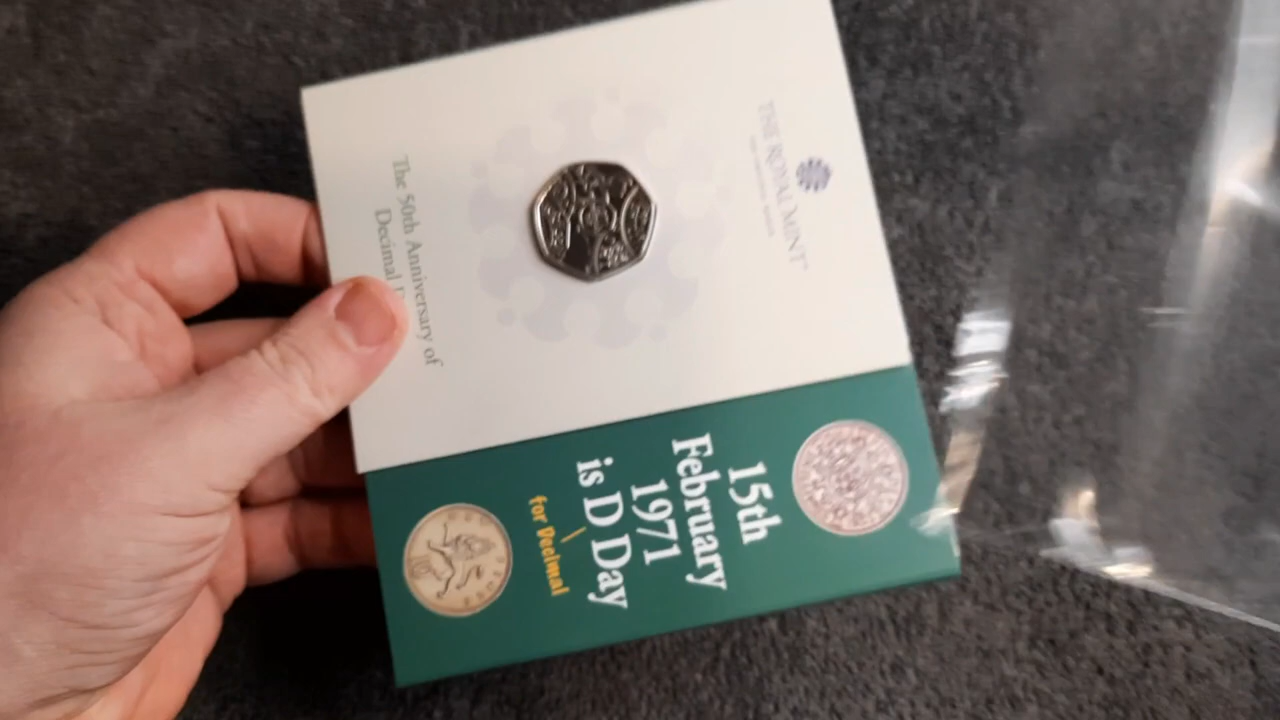 THE ROYAL MINT
The 50th Anniversary of
Decimal
15th
February
1971
is D Day
for Decimal